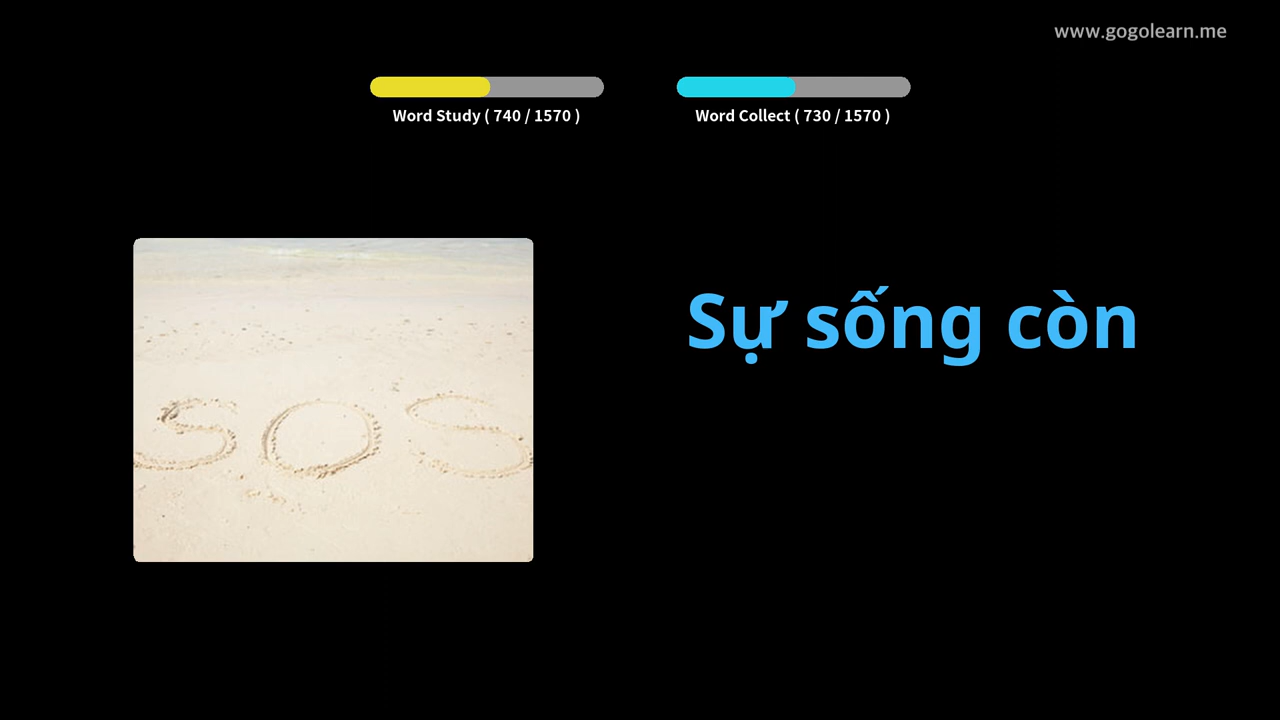 www.gogolearn.me
Word Study ( 740 / 1570 )
Word Collect ( 730 / 1570 )
Sự sống còn
SOS